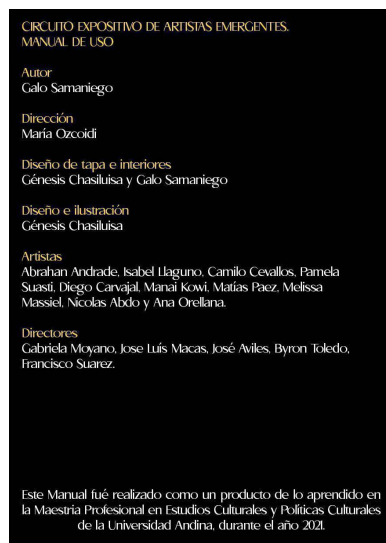 CIRCUITO EXPOSITIVO DE ARTISTAS EMERGENTES.
MANUAL DE USO
Autor
Galo Samaniego
Dirección
María Ozcoidi
Diseño de tapa e interiores
Génesis Chasiluisa y Galo Samaniego
Diseño e ilustración
Génesis Chasiluisa
Artistas
Abrahan Andrade, Isabel Llaguno, Camilo Cevallos, Pamela
Suasti, Diego Carvajal, Manai Kowi, Matías Paez, Melissa
Massiel, Nicolas Abdo y Ana Orellana.
Directores
Gabriela Moyano, Jose Luís Macas, José Aviles, Byron Toledo,
Francisco Suarez.
Este Manual fué realizado como un producto de lo aprendido en
la Maestria Profesional en Estudios Culturales y Políticas Culturales
de la Universidad Andina, durante el año 2021.